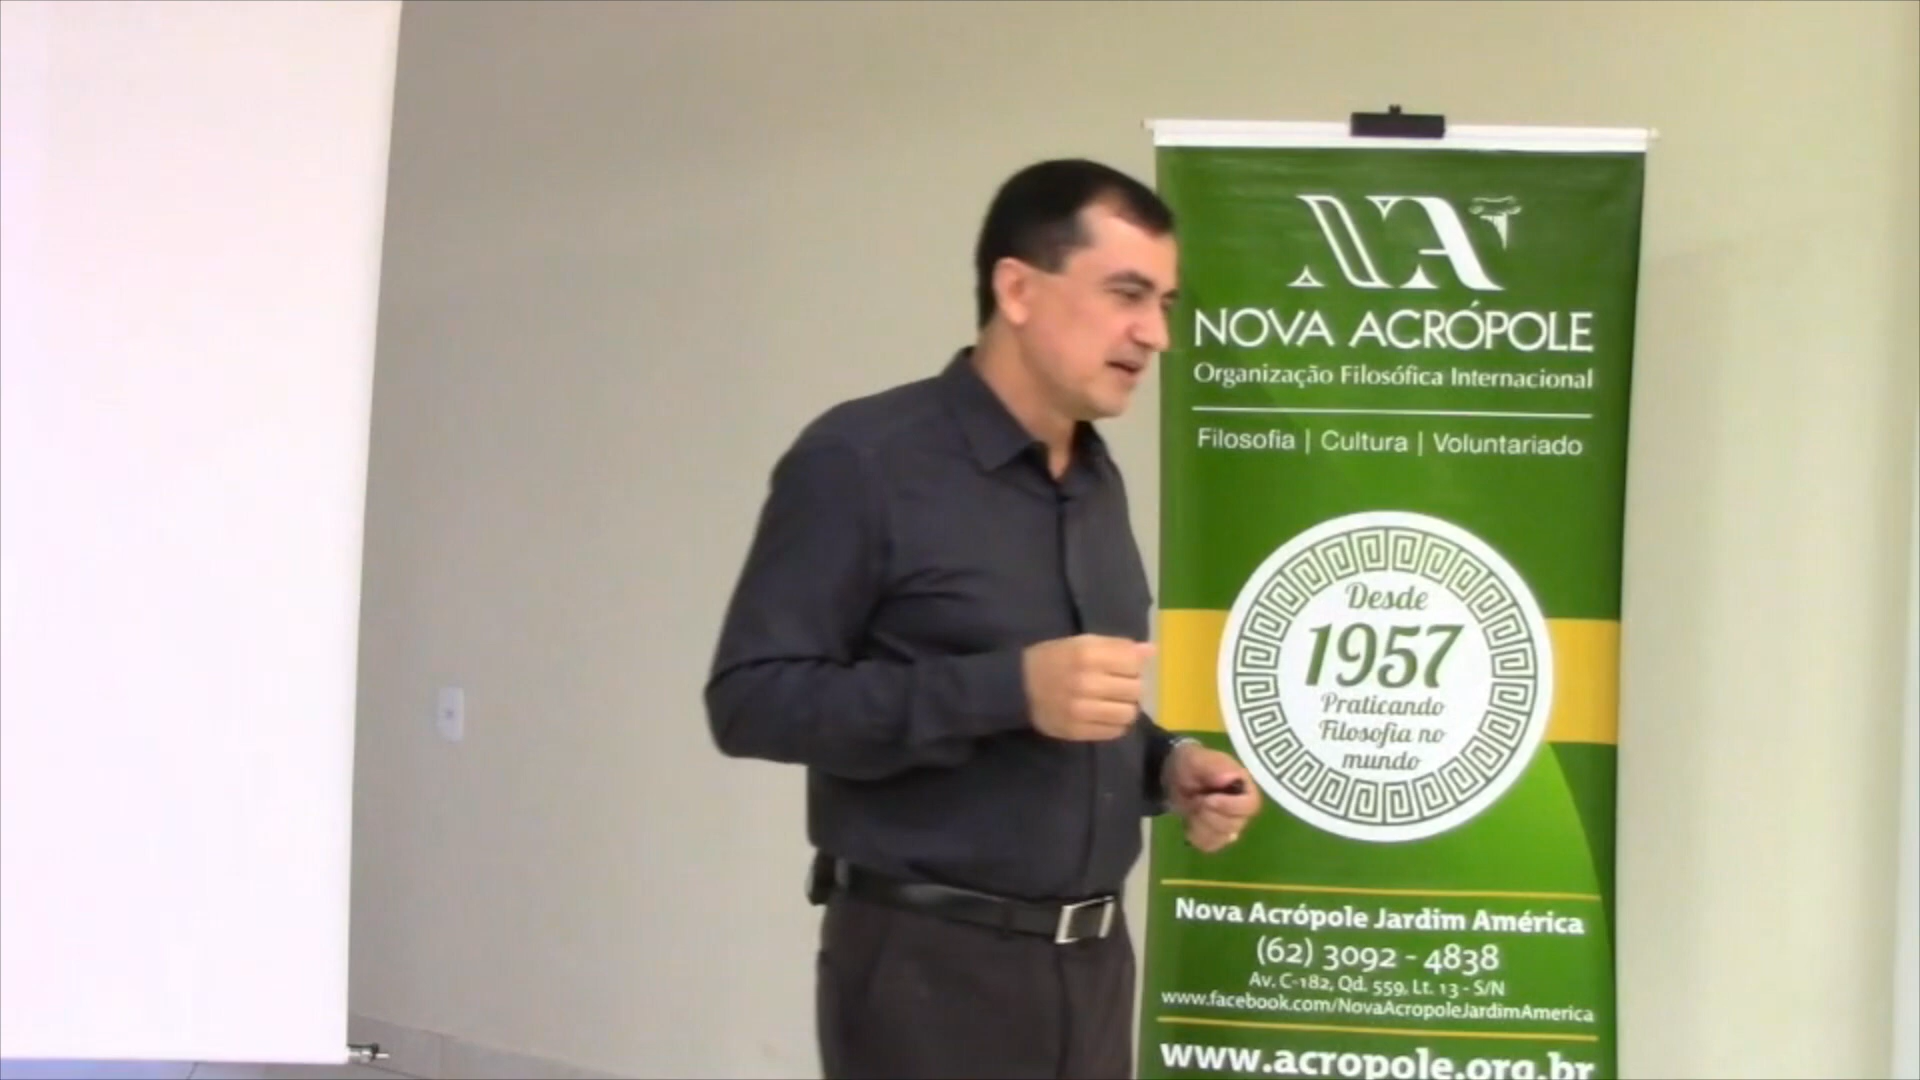 NA
NOVA ACRÓPOLE
Organização Filosófica Internacional
Filosofia | Cultura | Voluntariado
Desde
1957
Praticando
Filosofia no
mundo
Nova Acrópole Jardim América
(62) 3092 - 4838
Av. C-182, Qd. 559, Lt. 13 - S/N
www.facebook.com/NovaAcropoleJardimAmerica
www.acropole.org.br